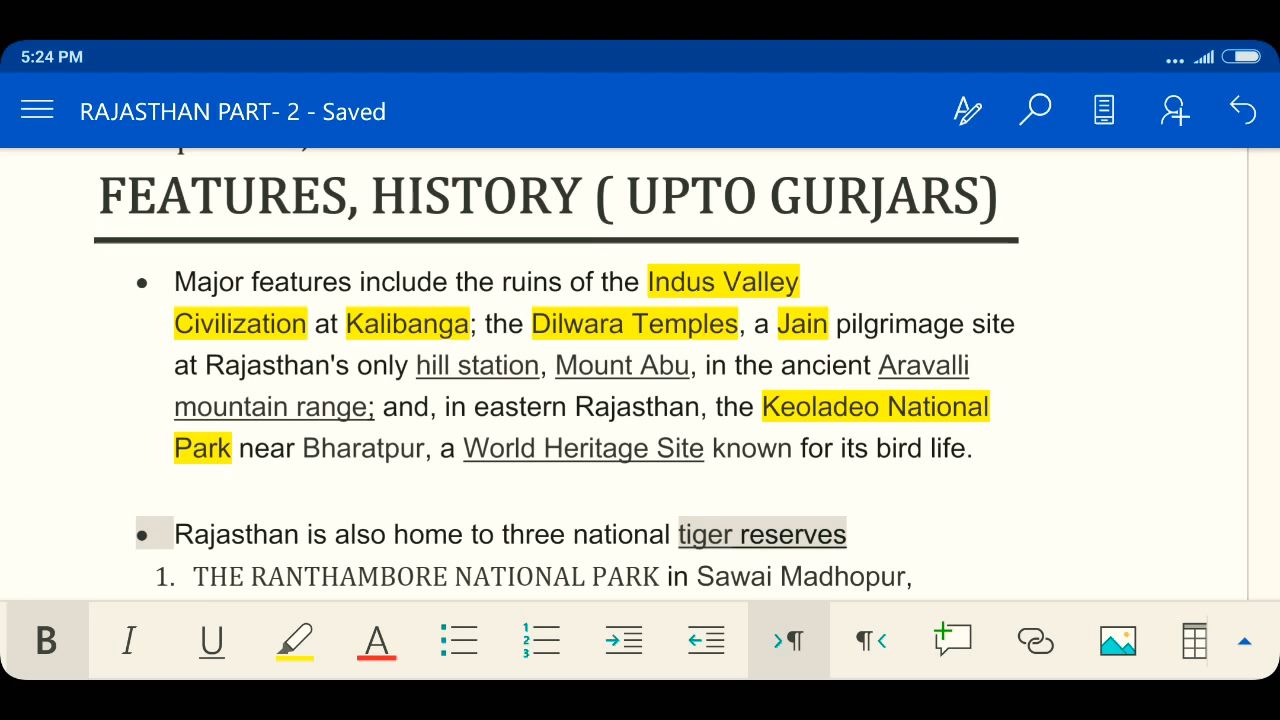 5:24 PM
RAJASTHAN PART- 2 - Saved
FEATURES, HISTORY ( UPTO GURJARS)
• Major features include the ruins of the Indus Valley
Civilization at Kalibanga; the Dilwara Temples, a Jain pilgrimage site
at Rajasthan's only hill station, Mount Abu, in the ancient Aravalli
mountain range; and, in eastern Rajasthan, the Keoladeo National
Park near Bharatpur, a World Heritage Site known for its bird life.
• Rajasthan is also home to three national tiger reserves
1. THE RANTHAMBORE NATIONAL PARK in Sawai Madhopur,
B I U A